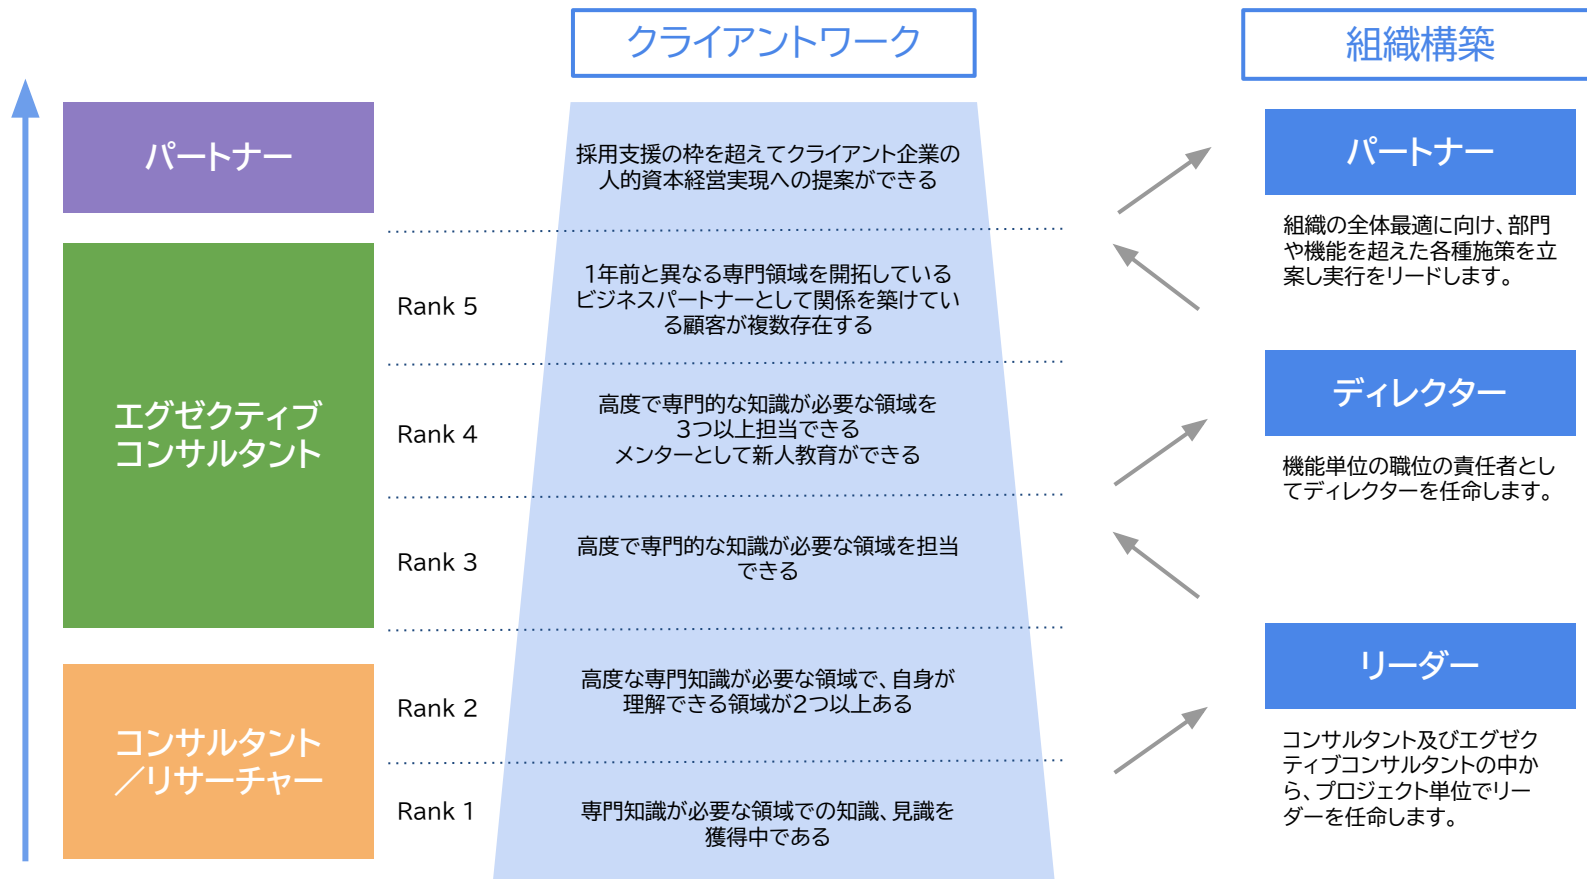 クライアントワーク
組織構築
パートナー
採用支援の枠を超えてクライアント企業の
人的資本経営実現への提案ができる
パートナー
組織の全体最適に向け、部門
や機能を超えた各種施策を立
案し実行をリードします。
エグゼクティブ
コンサルタント
Rank 5
1年前と異なる専門領域を開拓している
ビジネスパートナーとして関係を築けてい
る顧客が複数存在する
Rank 4
高度で専門的な知識が必要な領域を
3つ以上担当できる
メンターとして新人教育ができる
ディレクター
機能単位の職位の責任者とし
てディレクターを任命します。
Rank 3
高度で専門的な知識が必要な領域を担当
できる
コンサルタント
／リサーチャー
Rank 2
高度な専門知識が必要な領域で、自身が
理解できる領域が2つ以上ある
リーダー
コンサルタント及びエグゼク
ティブコンサルタントの中か
ら、プロジェクト単位でリー
ダーを任命します。
Rank 1
専門知識が必要な領域での知識、見識を
獲得中である